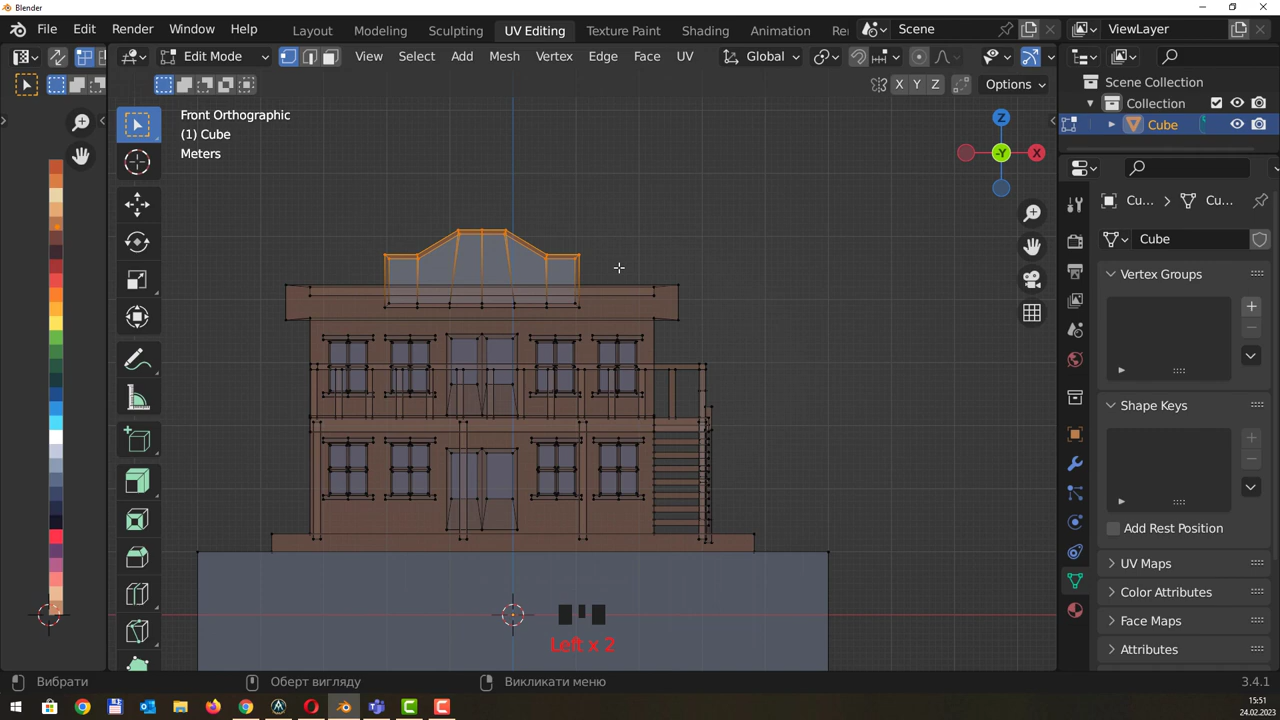 Blender
File Edit Render Window Help Layout Modeling Sculpting UV Editing Texture Paint Shading Animation Re Scene ViewLayer
Edit Mode View Select Add Mesh Vertex Edge Face UV Global
X Y Z Options
Scene Collection
Collection
Cube
Front Orthographic
(1) Cube
Meters
Z
-Y X
Cu... > Cu...
Cube
Vertex Groups
Shape Keys
Add Rest Position
UV Maps
Color Attributes
Face Maps
Attributes
Left x 2
Вибрати Оберт вигляду Викликати меню 3.4.1
15:51
24.02.2023